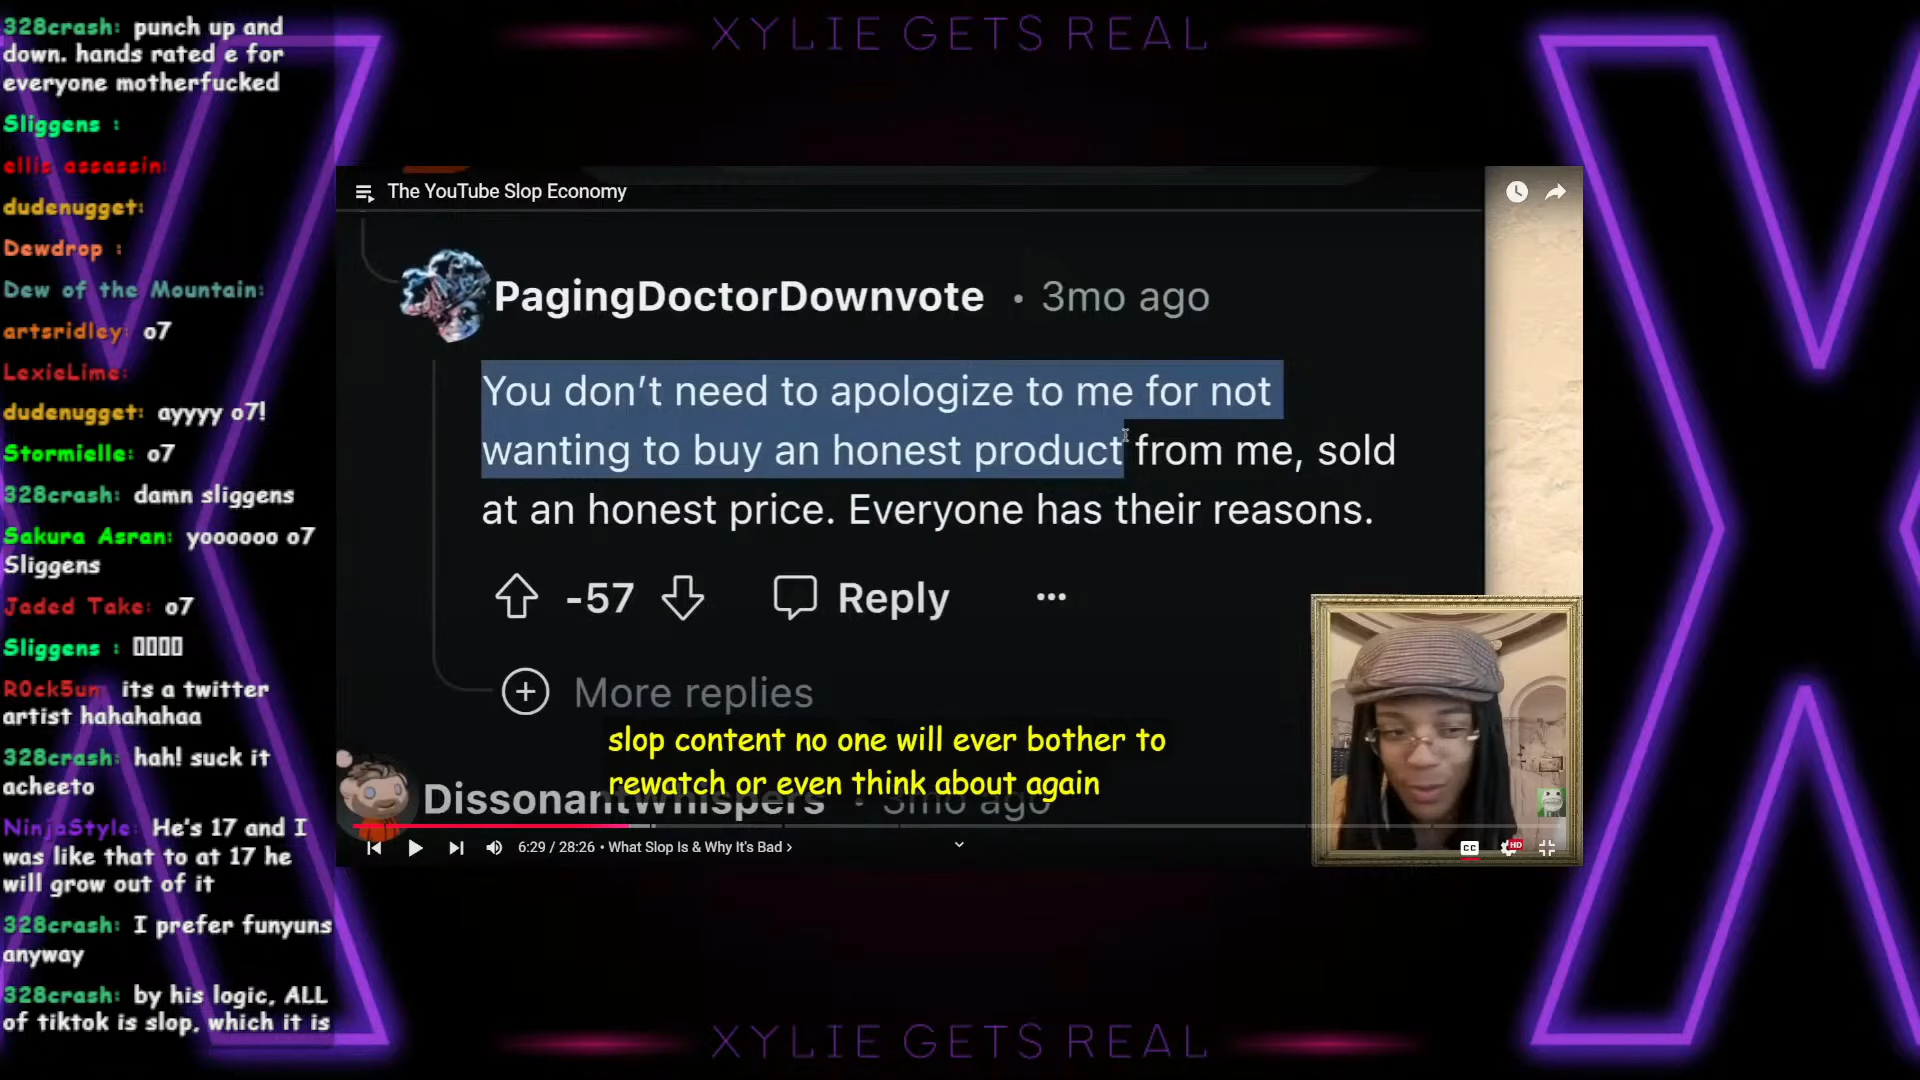 XYLIE GETS REAL
328crash: punch up and
down. hands rated e for
everyone motherfucked
Sliggens :
ellis assassin:
dudenugget:
Dewdrop :
Dew of the Mountain:
artsridley: o7
LexieLime:
dudenugget: ayyyy o7!
Stormielle: o7
328crash: damn sliggens
Sakura Asran: yoooooo o7
Sliggens
Jaded Take: o7
Sliggens :
R0ck5um: its a twitter
artist hahahahaa
328crash: hah! suck it
acheeto
NinjaStyle: He's 17 and I
was like that to at 17 he
will grow out of it
328crash: I prefer funyuns
anyway
328crash: by his logic, ALL
of tiktok is slop, which it is
The YouTube Slop Economy
PagingDoctorDownvote • 3mo ago
You don't need to apologize to me for not
wanting to buy an honest product from me, sold
at an honest price. Everyone has their reasons.
-57 Reply ...
More replies
slop content no one will ever bother to
rewatch or even think about again
DissonantWhispers • 3mo ago
6:29 / 28:26 • What Slop Is & Why It's Bad ›
CC HD
XYLIE GETS REAL